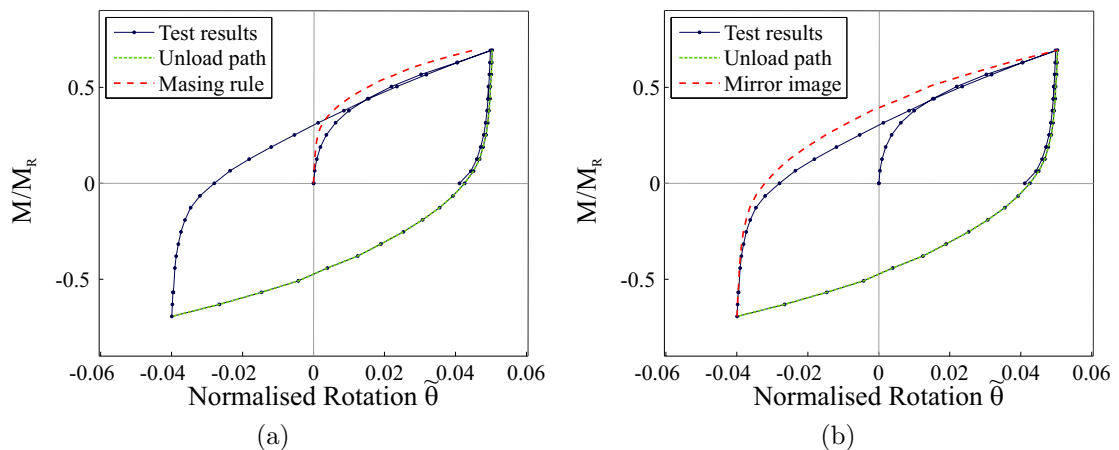 Test results
Unload path
Masing rule
0.5
0
-0.5
M/M_R
-0.06
-0.04
-0.02
0
0.02
0.04
0.06
Normalised Rotation θ̃
(a)
Test results
Unload path
Mirror image
0.5
0
-0.5
M/M_R
-0.06
-0.04
-0.02
0
0.02
0.04
0.06
Normalised Rotation θ̃
(b)